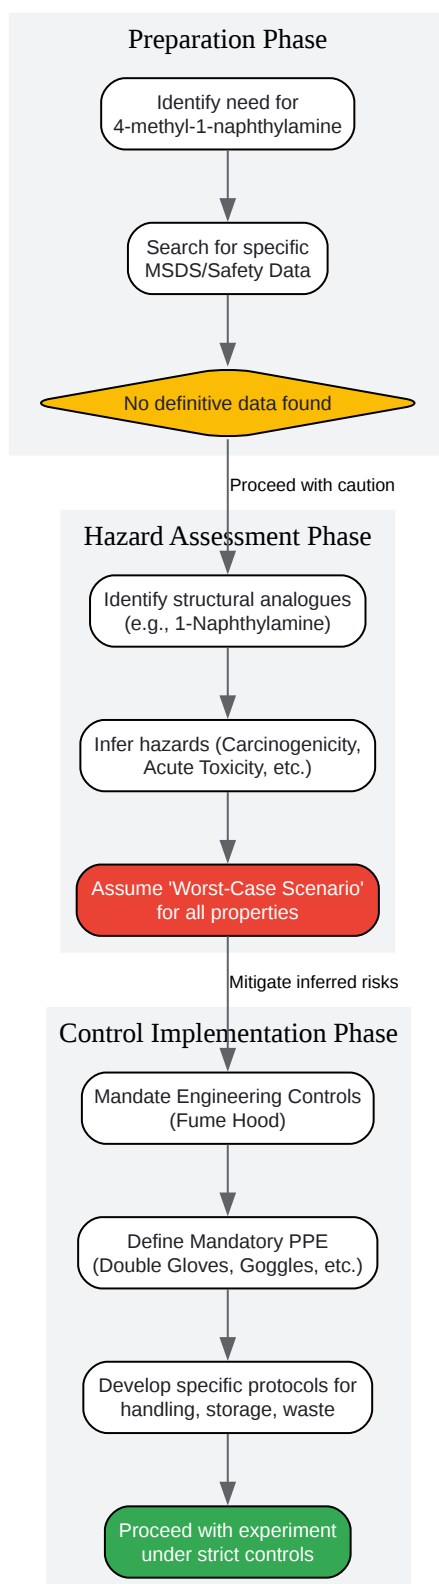 Preparation Phase
Identify need for
4-methyl-1-naphthylamine
Search for specific
MSDS/Safety Data
No definitive data found
Proceed with caution
Hazard Assessment Phase
Identify structural analogues
(e.g., 1-Naphthylamine)
Infer hazards (Carcinogenicity,
Acute Toxicity, etc.)
Assume 'Worst-Case Scenario'
for all properties
Mitigate inferred risks
Control Implementation Phase
Mandate Engineering Controls
(Fume Hood)
Define Mandatory PPE
(Double Gloves, Goggles, etc.)
Develop specific protocols for
handling, storage, waste
Proceed with experiment
under strict controls